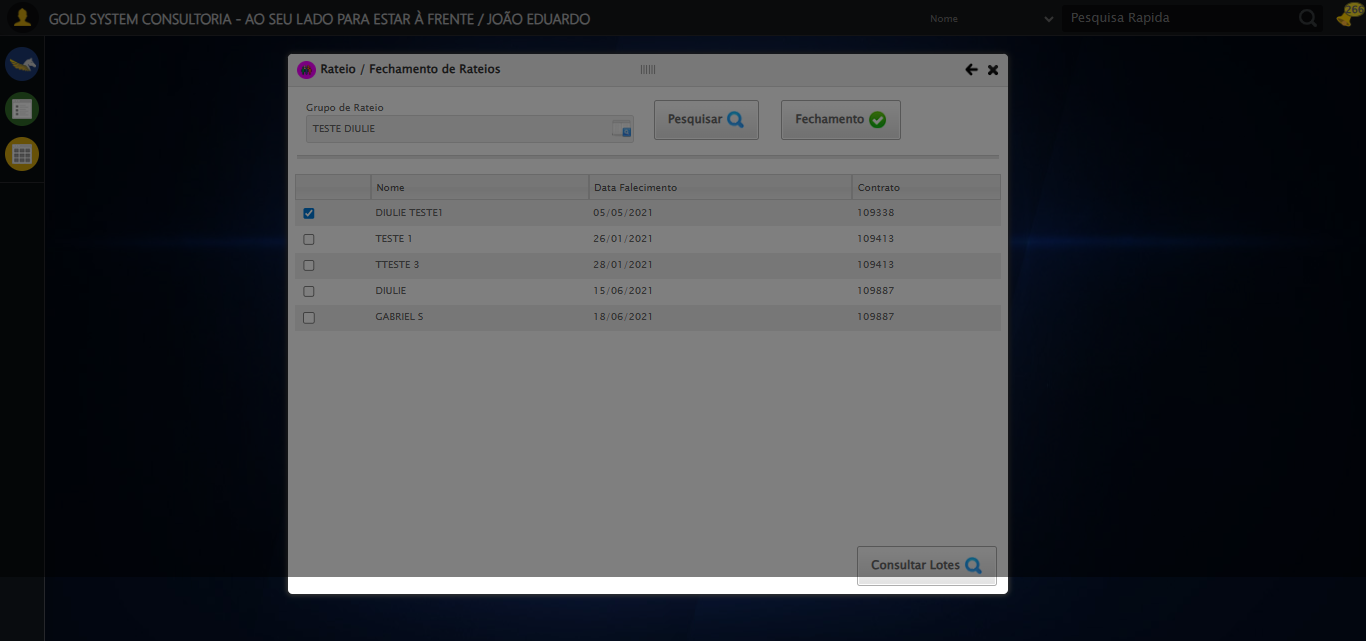 GOLD SYSTEM CONSULTORIA - AO SEU LADO PARA ESTAR À FRENTE / JOÃO EDUARDO
Nome
Pesquisa Rapida
266
Rateio / Fechamento de Rateios
Grupo de Rateio
TESTE DIULIE
Pesquisar
Fechamento
Nome Data Falecimento Contrato
DIULIE TESTE1 05/05/2021 109338
TESTE 1 26/01/2021 109413
TTESTE 3 28/01/2021 109413
DIULIE 15/06/2021 109887
GABRIEL S 18/06/2021 109887
Consultar Lotes